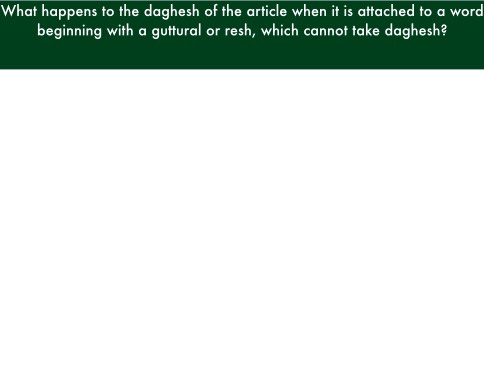 What happens to the daghesh of the article when it is attached to a word
beginning with a guttural or resh, which cannot take daghesh?